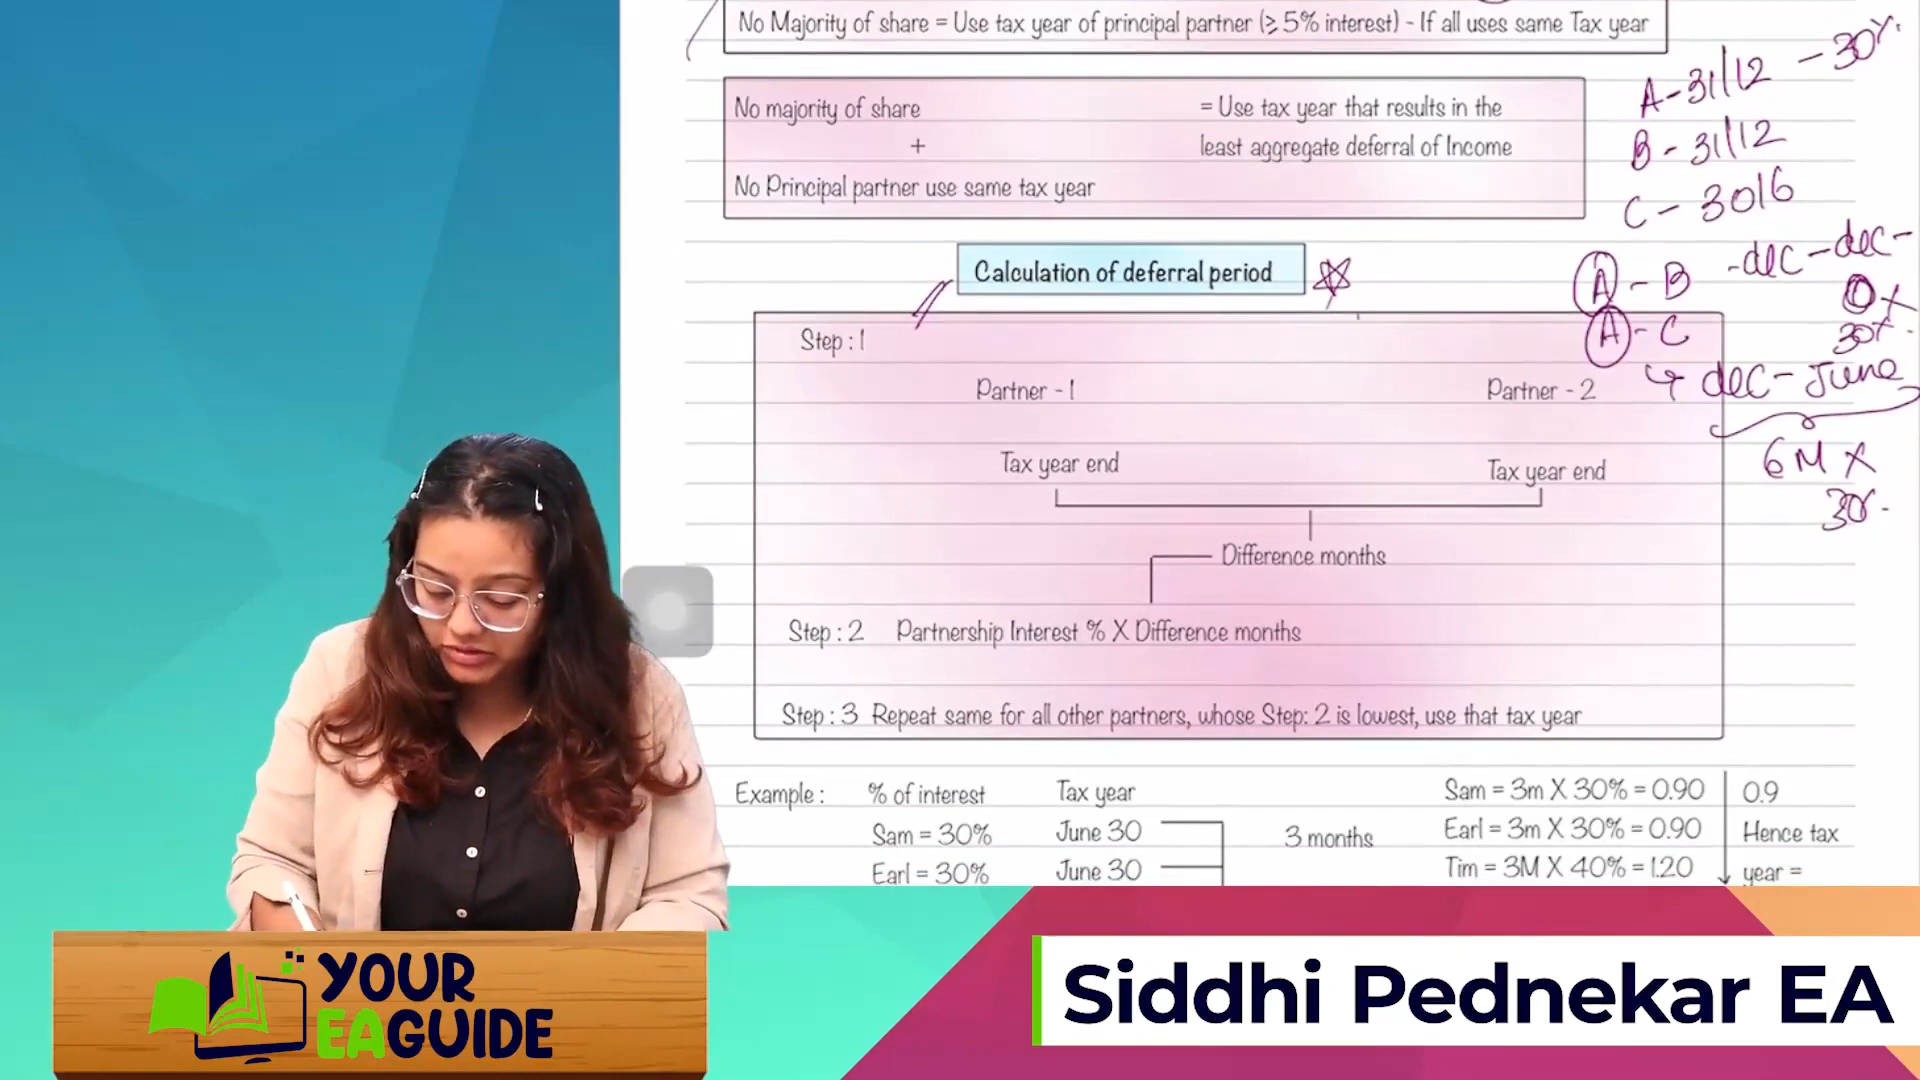 No Majority of share = Use tax year of principal partner (≥ 5% interest) - If all uses same Tax year
No majority of share
+
No Principal partner use same tax year
= Use tax year that results in the
least aggregate deferral of Income
A - 31/12 - 30%.
B - 31/12
C - 30/6
Calculation of deferral period
A - B - dec - dec -
0 X
30%.
A - C
↳ dec - June
6 M X
30%.
Step : 1
Partner - 1
Partner - 2
Tax year end
Tax year end
Difference months
Step : 2 Partnership Interest % X Difference months
Step : 3 Repeat same for all other partners, whose Step: 2 is lowest, use that tax year
Example : % of interest Tax year
Sam = 30% June 30
Earl = 30% June 30
3 months
Sam = 3m X 30% = 0.90
Earl = 3m X 30% = 0.90
Tim = 3M X 40% = 1.20
0.9
Hence tax
year =
YOUR
EAGUIDE
Siddhi Pednekar EA